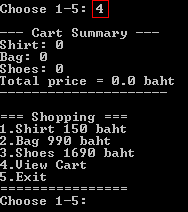 Choose 1-5: 4
--- Cart Summary ---
Shirt: 0
Bag: 0
Shoes: 0
Total price = 0.0 baht
--------------------
=== Shopping ===
1.Shirt 150 baht
2.Bag 990 baht
3.Shoes 1690 baht
4.View Cart
5.Exit
================
Choose 1-5: